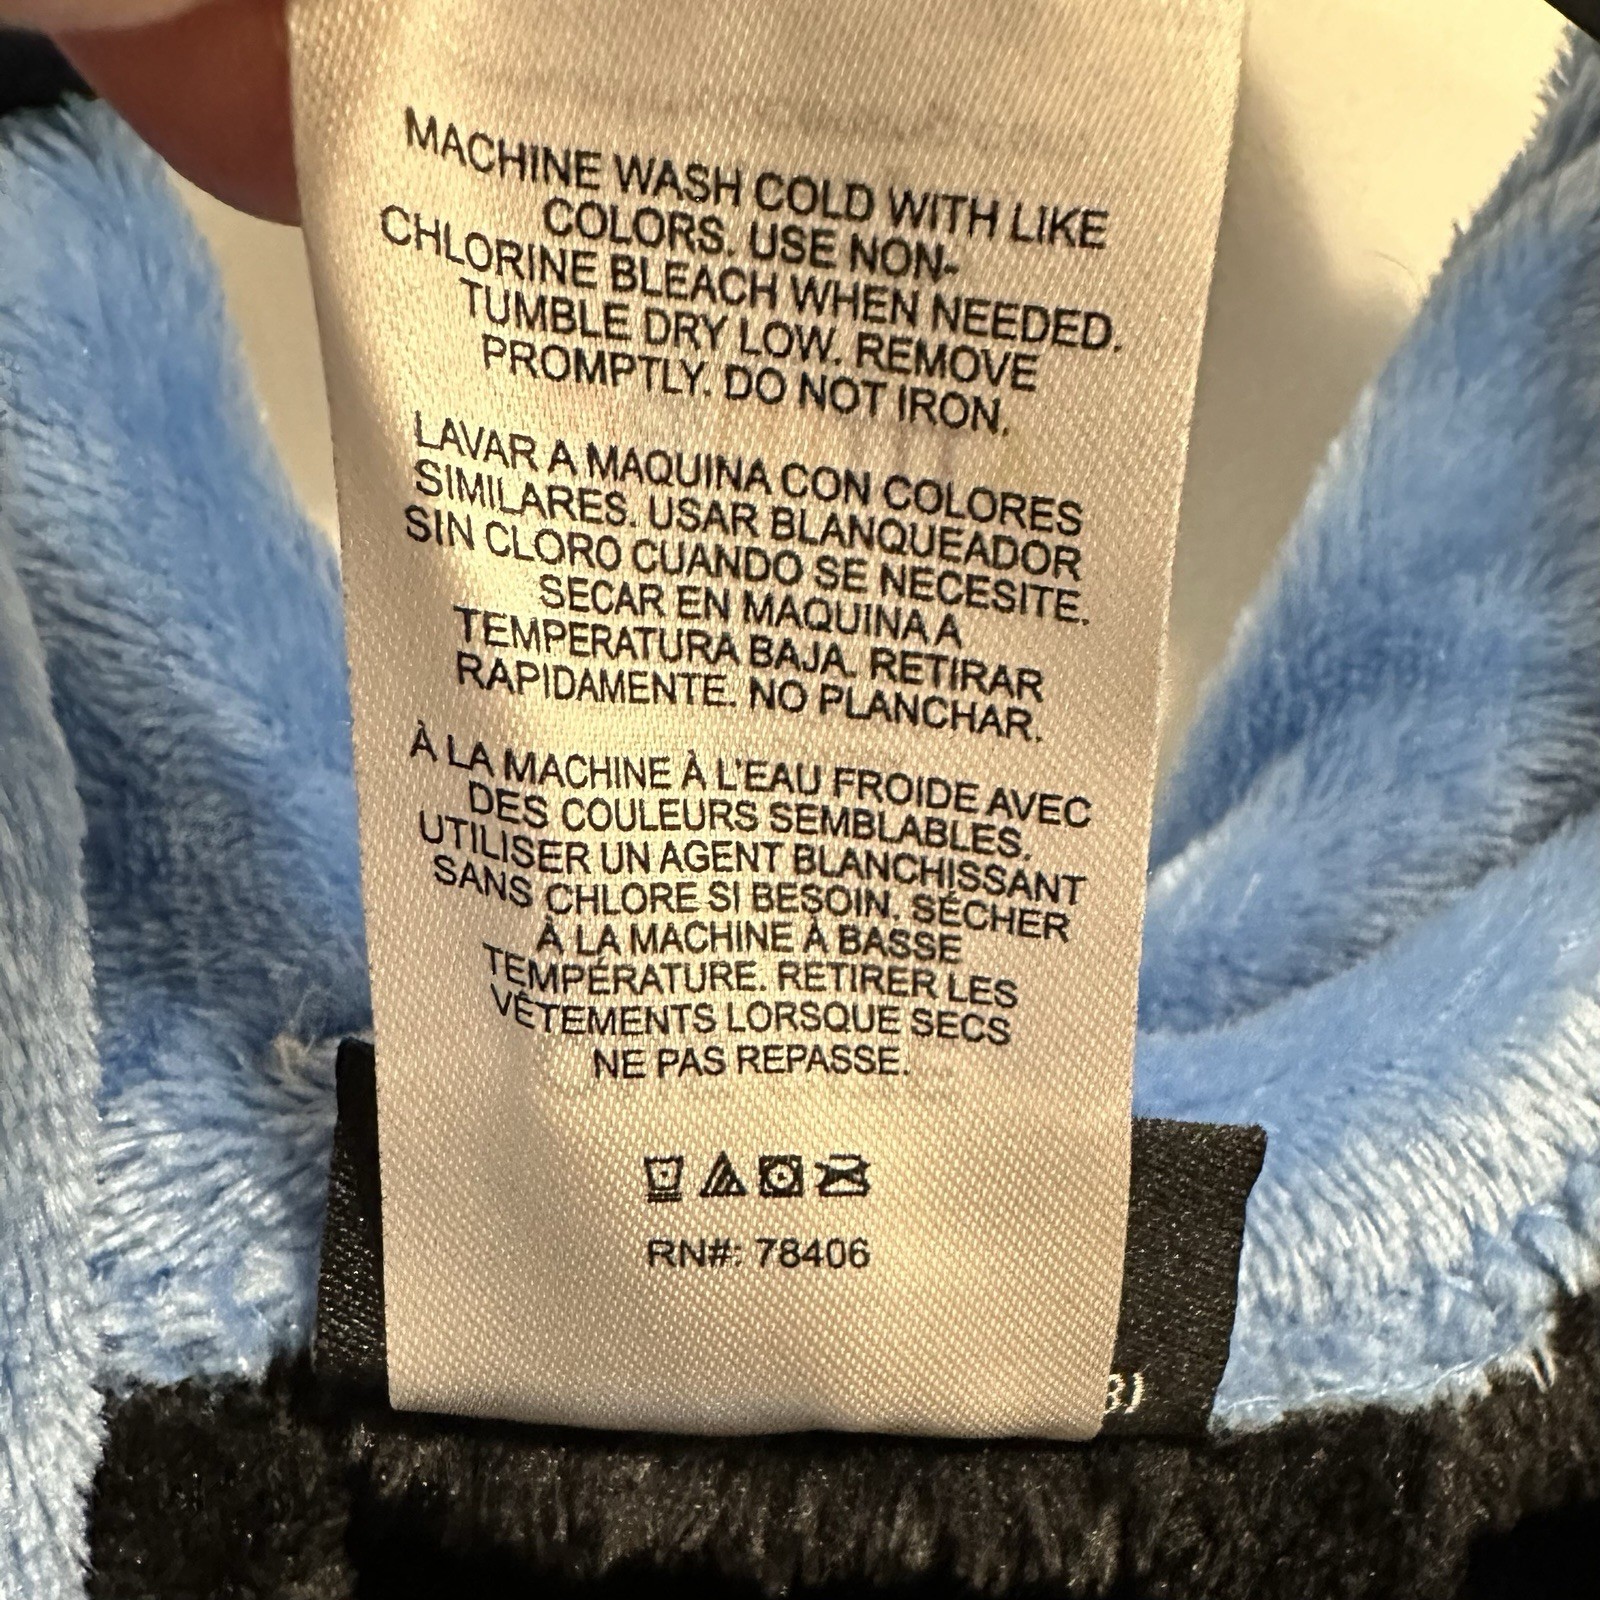 MACHINE WASH COLD WITH LIKE
COLORS. USE NON-
CHLORINE BLEACH WHEN NEEDED.
TUMBLE DRY LOW. REMOVE
PROMPTLY. DO NOT IRON.
LAVAR A MAQUINA CON COLORES
SIMILARES. USAR BLANQUEADOR
SIN CLORO CUANDO SE NECESITE.
SECAR EN MAQUINA A
TEMPERATURA BAJA. RETIRAR
RAPIDAMENTE. NO PLANCHAR.
À LA MACHINE À L'EAU FROIDE AVEC
DES COULEURS SEMBLABLES.
UTILISER UN AGENT BLANCHISSANT
SANS CHLORE SI BESOIN. SÉCHER
À LA MACHINE À BASSE
TEMPÉRATURE. RETIRER LES
VÊTEMENTS LORSQUE SECS
NE PAS REPASSE.
RN#: 78406